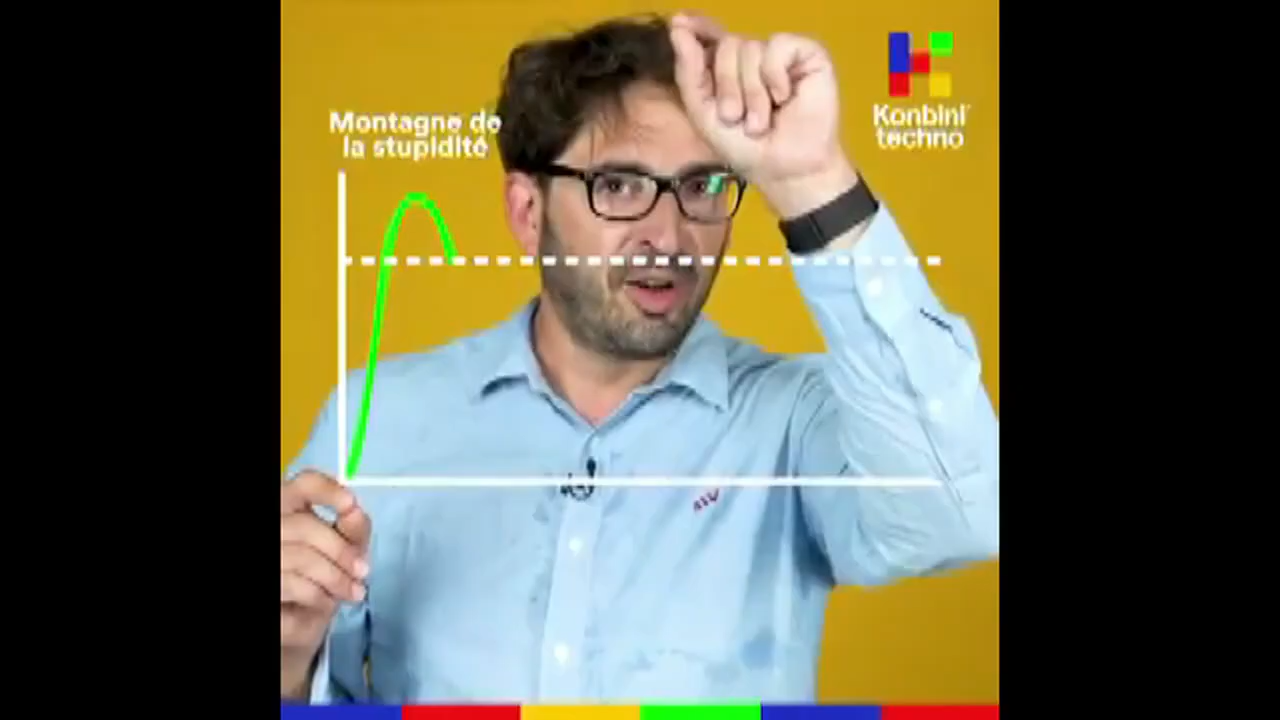 Montagne de
la stupidité
Konbini
techno